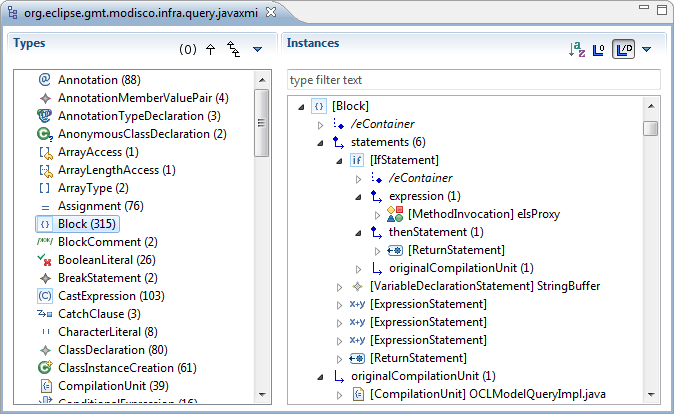 org.eclipse.gmt.modisco.infra.query.javaxmi
Types
(0)
Annotation (88)
AnnotationMemberValuePair (4)
AnnotationTypeDeclaration (3)
AnonymousClassDeclaration (2)
ArrayAccess (1)
ArrayLengthAccess (1)
ArrayType (2)
Assignment (76)
Block (315)
BlockComment (2)
BooleanLiteral (26)
BreakStatement (2)
CastExpression (103)
CatchClause (3)
CharacterLiteral (8)
ClassDeclaration (80)
ClassInstanceCreation (61)
CompilationUnit (39)
ConditionalExpression (16)
Instances
type filter text
[Block]
/eContainer
statements (6)
[IfStatement]
/eContainer
expression (1)
[MethodInvocation] eIsProxy
thenStatement (1)
[ReturnStatement]
originalCompilationUnit (1)
[VariableDeclarationStatement] StringBuffer
[ExpressionStatement]
[ExpressionStatement]
[ExpressionStatement]
[ReturnStatement]
originalCompilationUnit (1)
[CompilationUnit] OCLModelQueryImpl.java